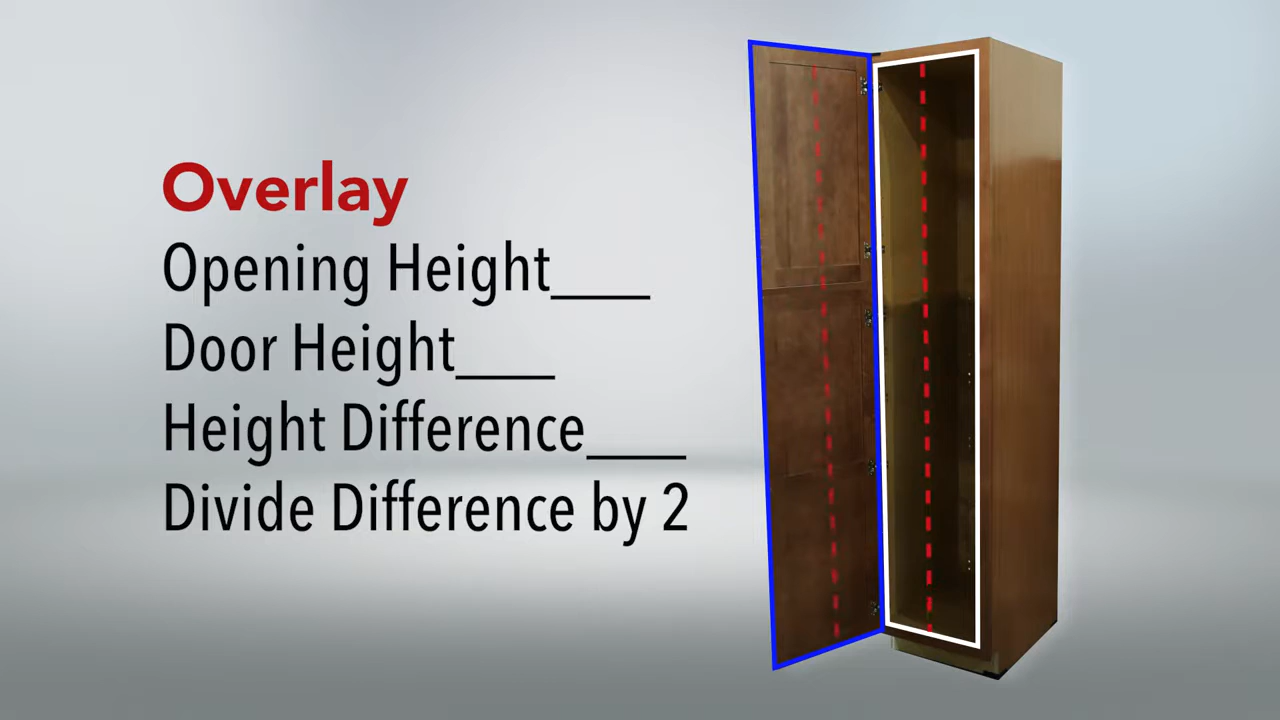 Overlay
Opening Height____
Door Height____
Height Difference____
Divide Difference by 2